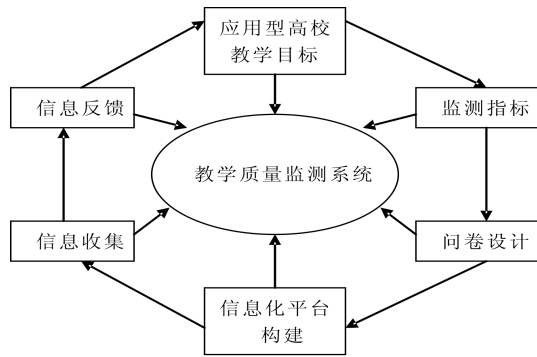 应用型高校
教学目标
信息反馈
监测指标
教学质量监测系统
信息收集
问卷设计
信息化平台
构建